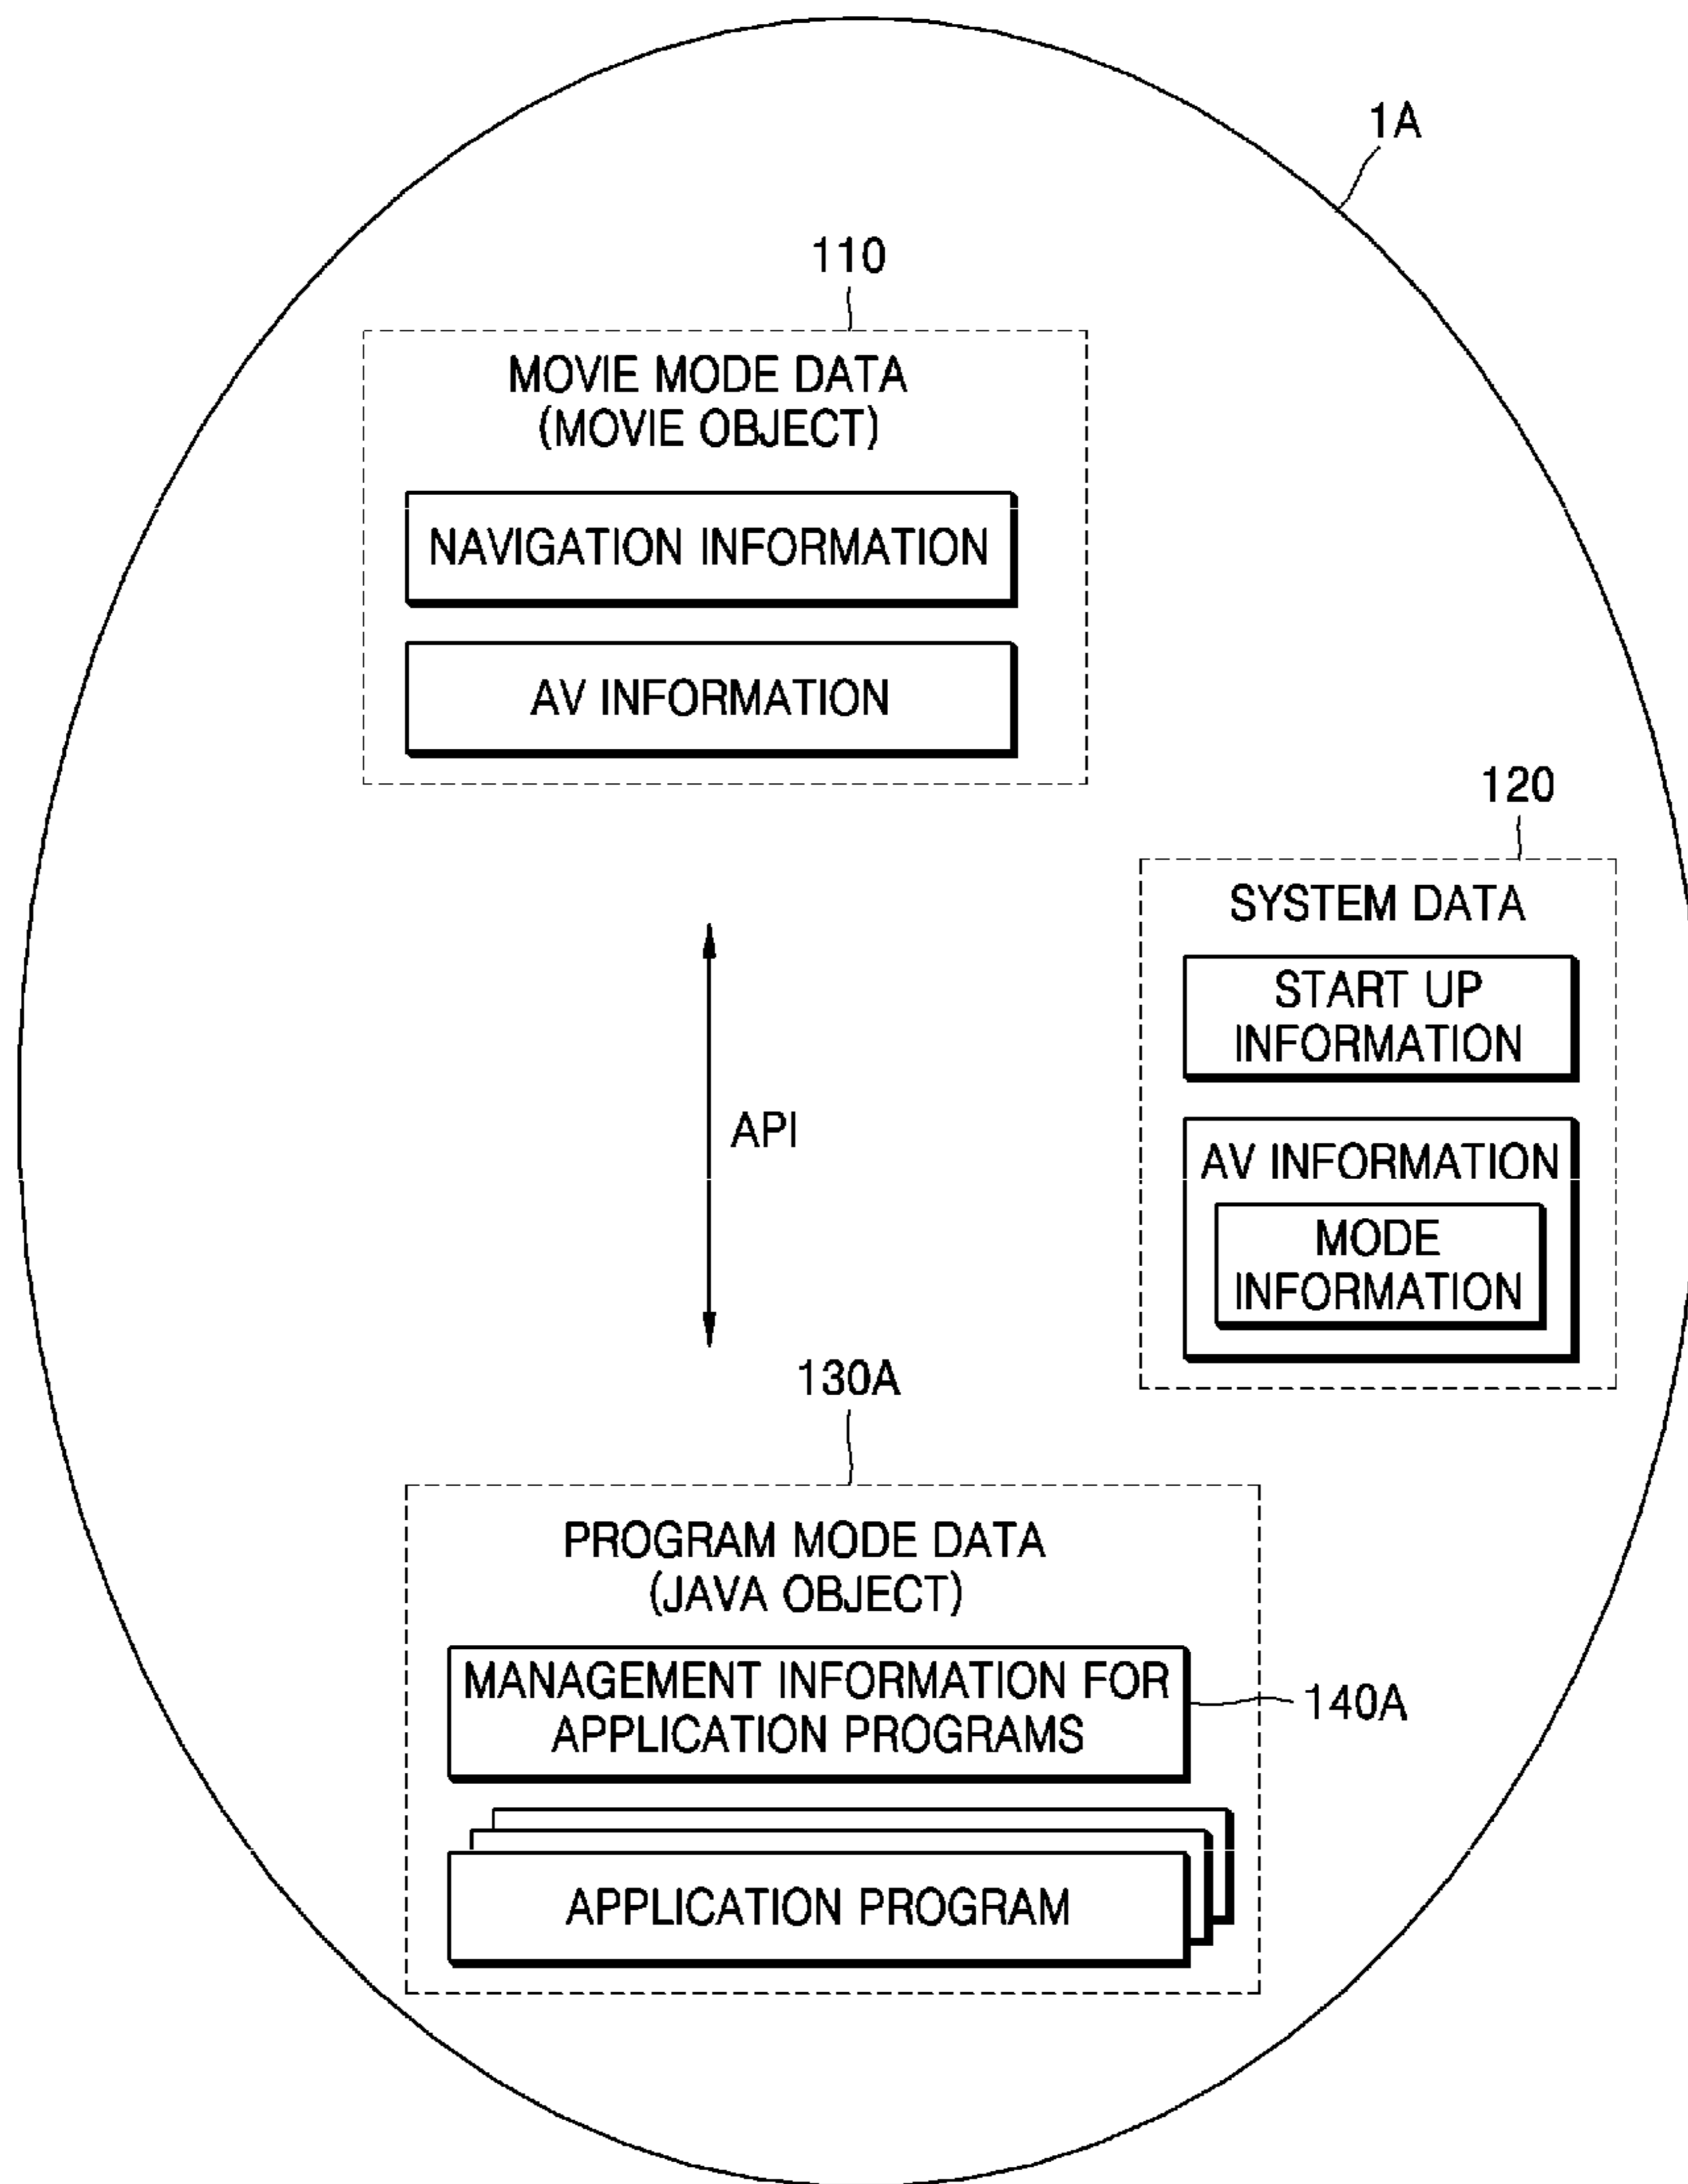 1A
110
MOVIE MODE DATA
(MOVIE OBJECT)
NAVIGATION INFORMATION
AV INFORMATION
120
SYSTEM DATA
START UP
INFORMATION
AV INFORMATION
MODE
INFORMATION
API
130A
PROGRAM MODE DATA
(JAVA OBJECT)
MANAGEMENT INFORMATION FOR
APPLICATION PROGRAMS
140A
APPLICATION PROGRAM